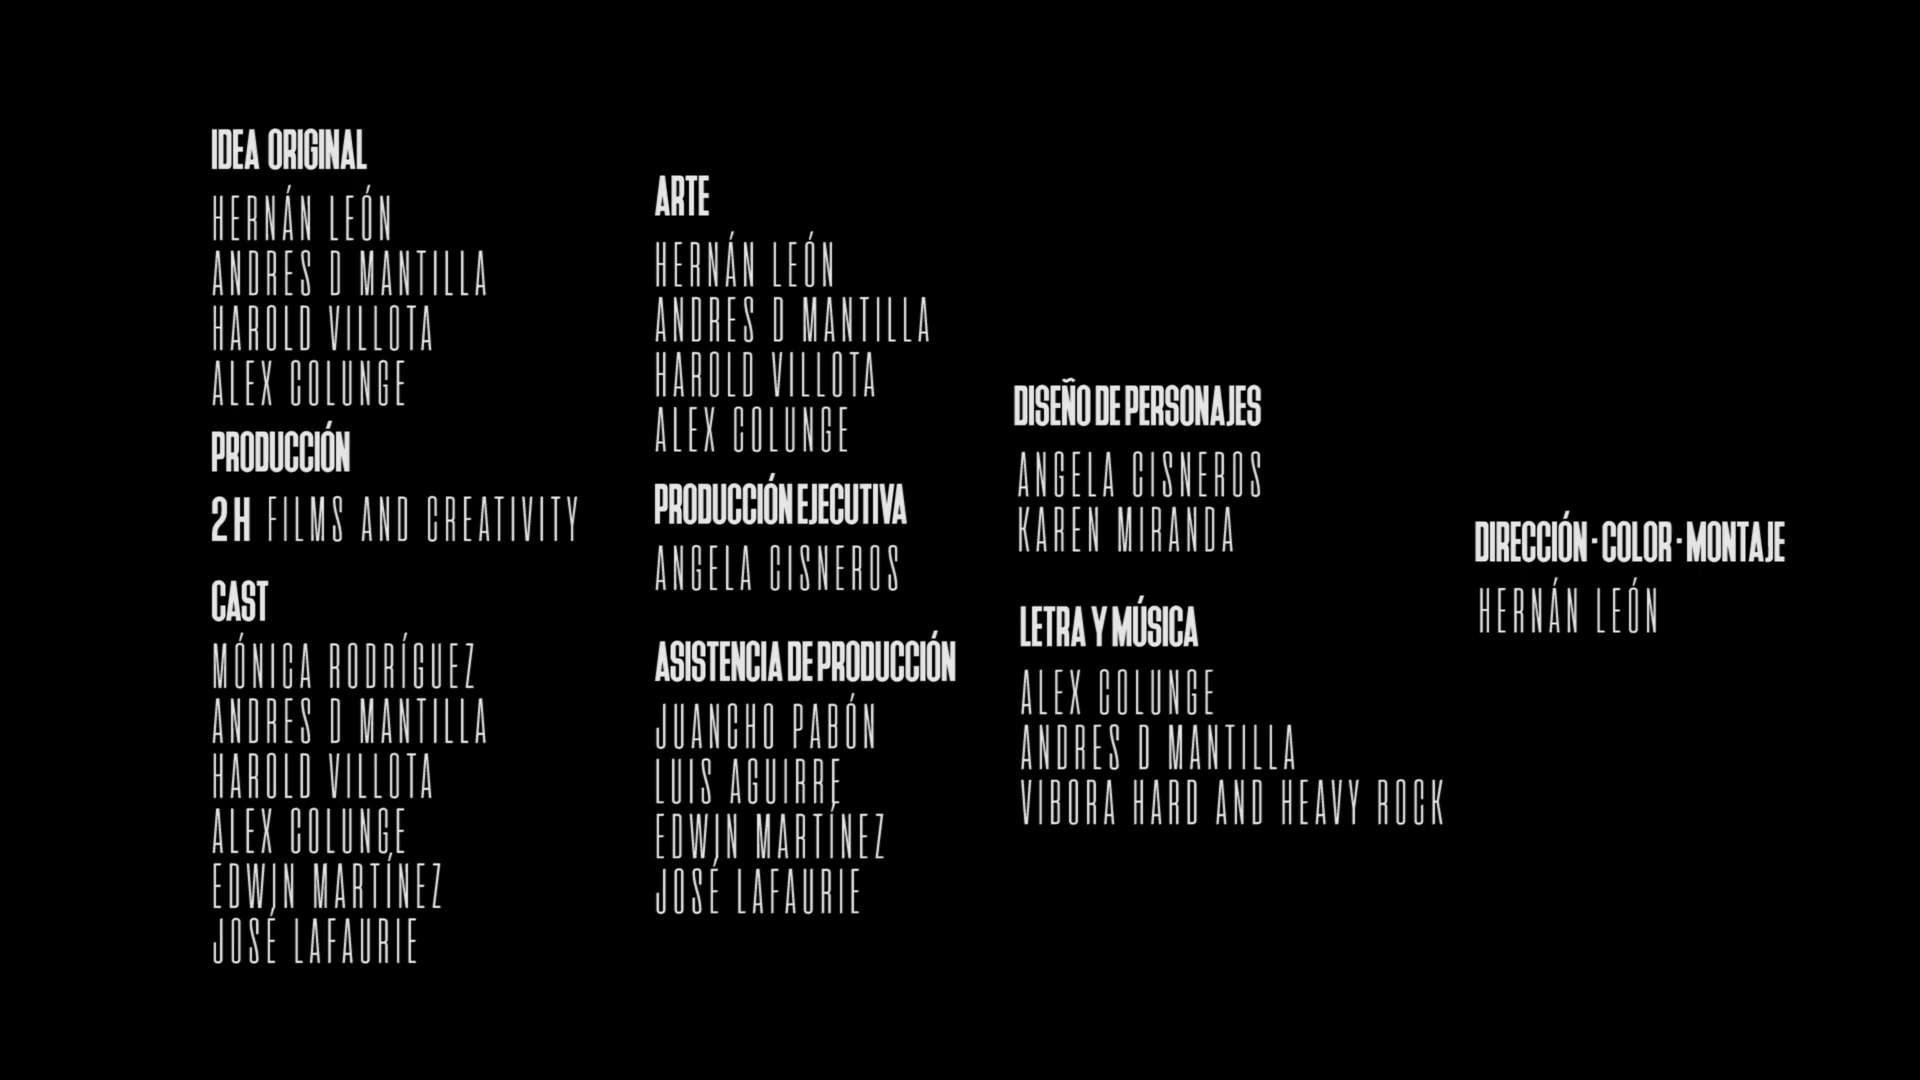 IDEA ORIGINAL
HERNÁN LEÓN
ANDRES D MANTILLA
HAROLD VILLOTA
ALEX COLUNGE
PRODUCCIÓN
2H FILMS AND CREATIVITY
CAST
MÓNICA RODRÍGUEZ
ANDRES D MANTILLA
HAROLD VILLOTA
ALEX COLUNGE
EDWIN MARTÍNEZ
JOSÉ LAFAURIE
ARTE
HERNÁN LEÓN
ANDRES D MANTILLA
HAROLD VILLOTA
ALEX COLUNGE
PRODUCCIÓN EJECUTIVA
ANGELA CISNEROS
ASISTENCIA DE PRODUCCIÓN
JUANCHO PABÓN
LUIS AGUIRRE
EDWIN MARTÍNEZ
JOSÉ LAFAURIE
DISEÑO DE PERSONAJES
ANGELA CISNEROS
KAREN MIRANDA
LETRA Y MÚSICA
ALEX COLUNGE
ANDRES D MANTILLA
VIBORA HARD AND HEAVY ROCK
DIRECCIÓN · COLOR · MONTAJE
HERNÁN LEÓN